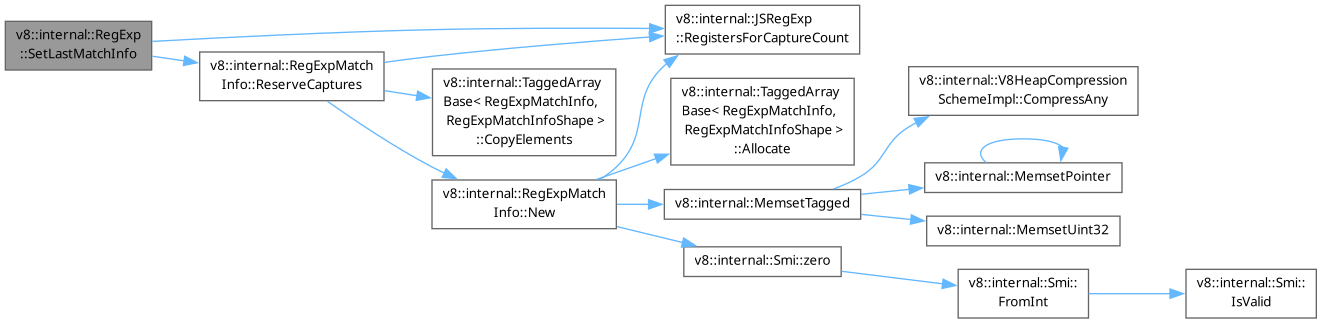 v8::internal::RegExp
::SetLastMatchInfo
v8::internal::RegExpMatch
Info::ReserveCaptures
v8::internal::JSRegExp
::RegistersForCaptureCount
v8::internal::TaggedArray
Base< RegExpMatchInfo,
RegExpMatchInfoShape >
::CopyElements
v8::internal::RegExpMatch
Info::New
v8::internal::TaggedArray
Base< RegExpMatchInfo,
RegExpMatchInfoShape >
::Allocate
v8::internal::MemsetTagged
v8::internal::Smi::zero
v8::internal::V8HeapCompression
SchemeImpl::CompressAny
v8::internal::MemsetPointer
v8::internal::MemsetUint32
v8::internal::Smi::
FromInt
v8::internal::Smi::
IsValid